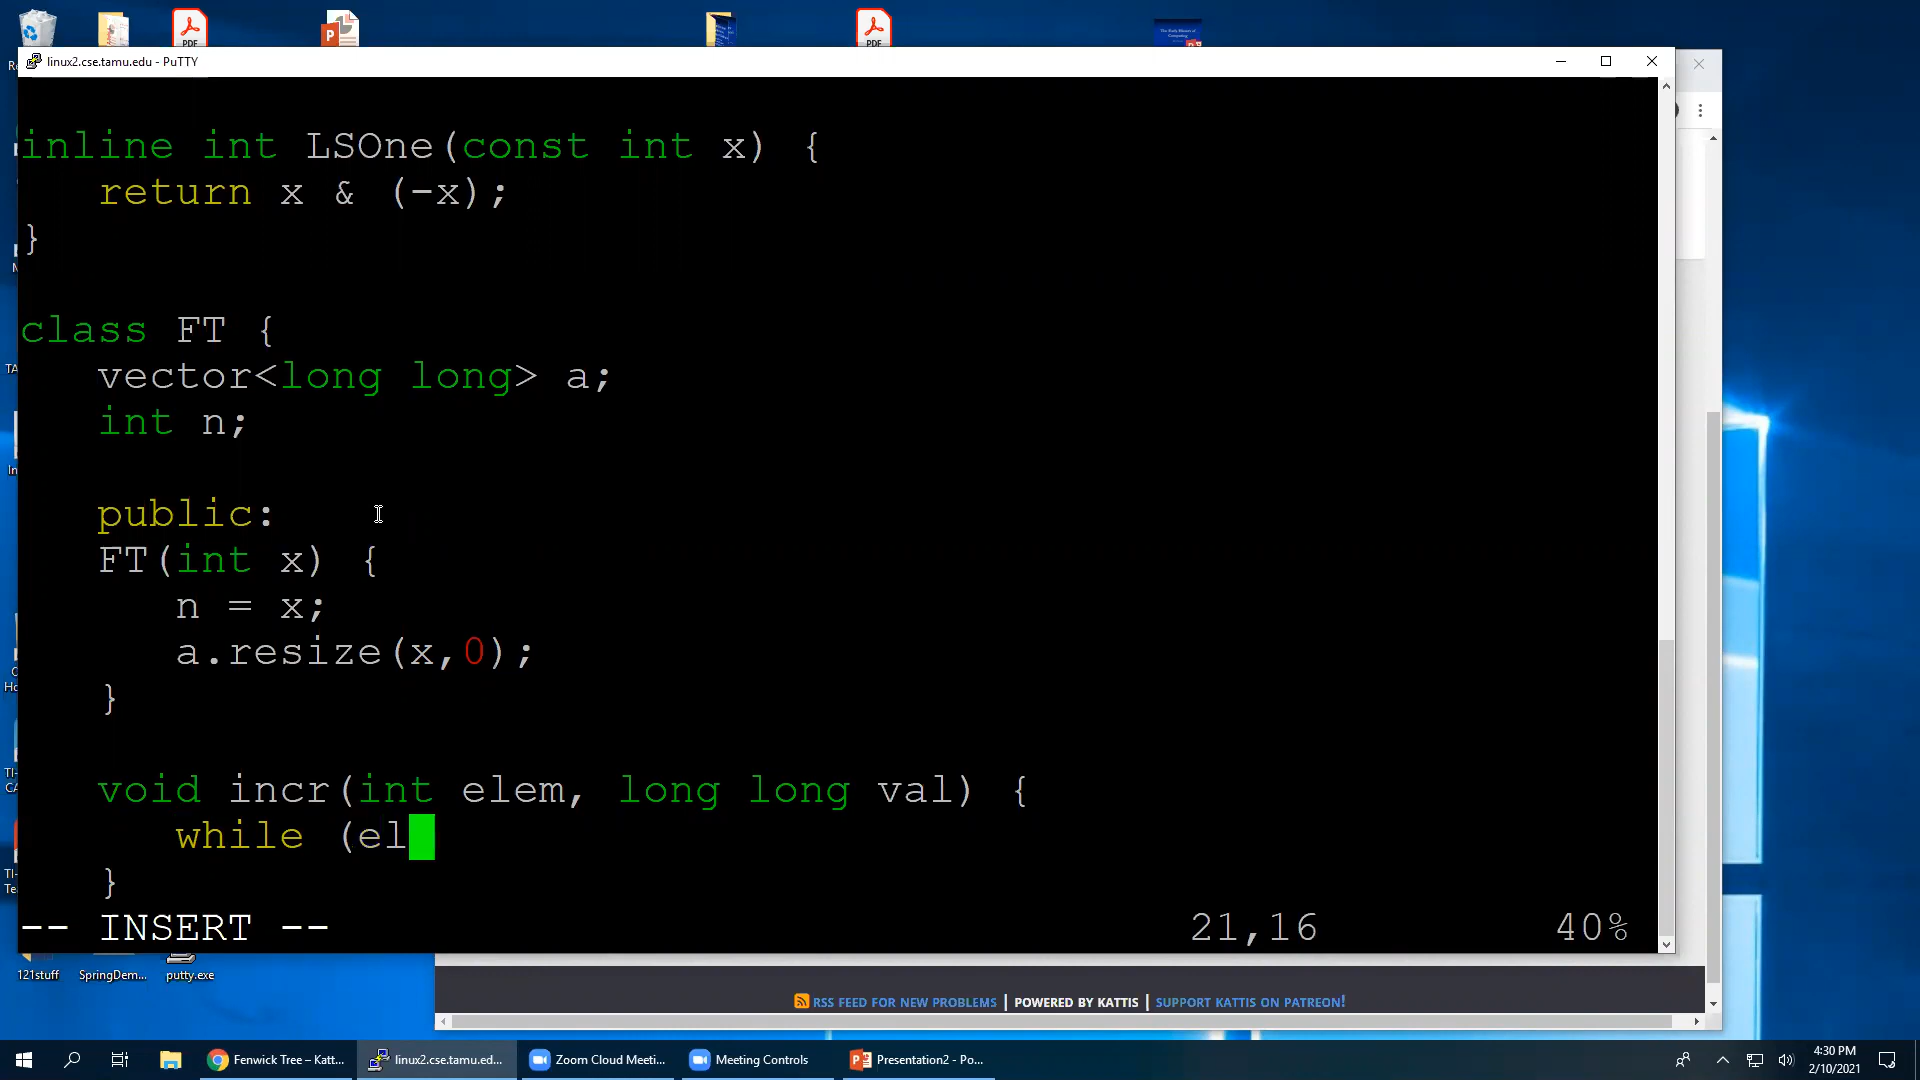 linux2.cse.tamu.edu - PuTTY
inline int LSOne(const int x) {
return x & (-x);
}
class FT {
vector<long long> a;
int n;
public:
FT(int x) {
n = x;
a.resize(x,0);
}
void incr(int elem, long long val) {
while (el
}
-- INSERT --
21,16
40%
121stuff
SpringDem...
putty.exe
RSS FEED FOR NEW PROBLEMS | POWERED BY KATTIS | SUPPORT KATTIS ON PATREON!
Fenwick Tree – Katt...
linux2.cse.tamu.ed...
Zoom Cloud Meeti...
Meeting Controls
Presentation2 - Po...
4:30 PM
2/10/2021